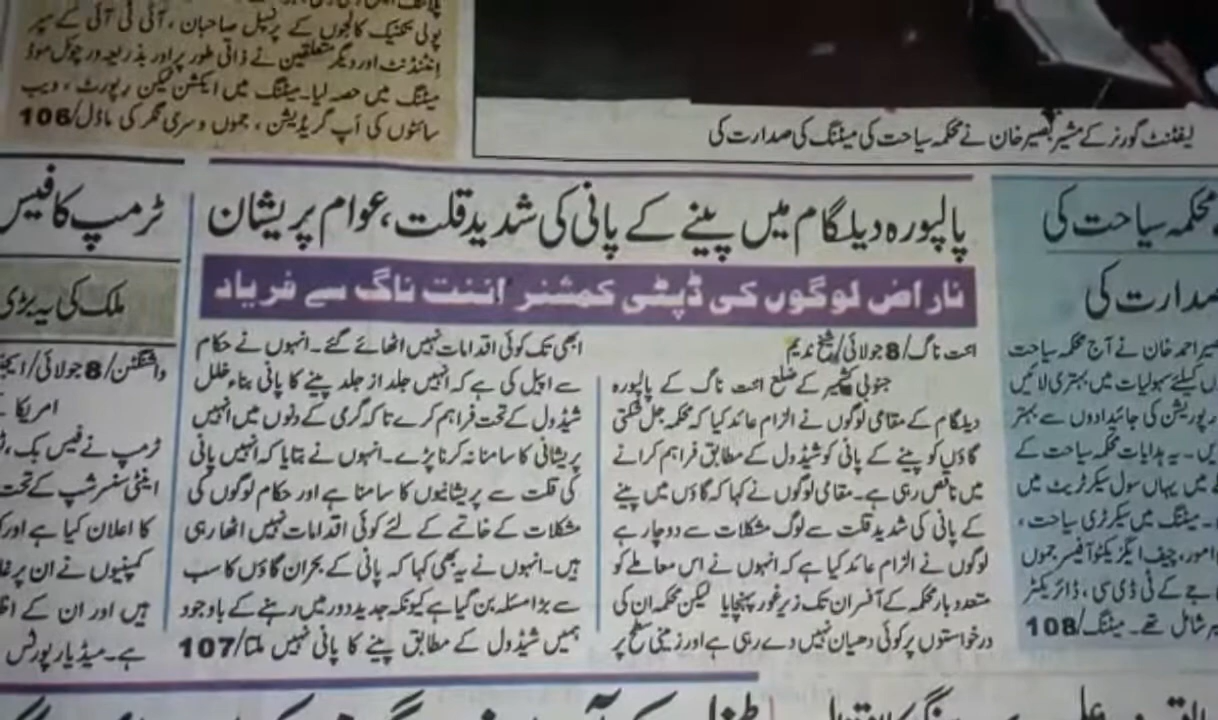 پولی تکنیک کالجوں کے پرنسپل صاحبان، آئی ٹی آئی کے سپر
انٹنڈنٹ اور دیگر متعلقین نے ذاتی طور پر اور بذریعہ ورچول موڈ
میٹنگ میں حصہ لیا۔ میٹنگ میں ایکشن ٹیکن رپورٹ، ویب
سائٹوں کی اَپ گریڈیشن، جموں و سری نگر کی ماڈل/106
لیفٹنٹ گورنر کے مشیر بصیر خان نے محکمہ سیاحت کی میٹنگ کی صدارت کی
محکمہ سیاحت کی
صدارت کی
بصیر احمد خان نے آج محکمہ سیاحت
کیلئے سہولیات میں بہتری لائیں
رپوریشن کی جائیدادوں سے بہتر
یں۔ یہ ہدایات محکمہ سیاحت کے
میں یہاں سول سیکرٹریٹ میں
۔ میٹنگ میں سیکرٹری سیاحت،
امور، چیف ایگزیکٹو آفیسر جموں
جے کے ٹی ڈی سی، ڈائریکٹر
شامل تھے۔ میٹنگ/108
پالپورہ دیلگام میں پینے کے پانی کی شدید قلت، عوام پریشان
ناراض لوگوں کی ڈپٹی کمشنر اننت ناگ سے فریاد
اننت ناگ/8 جولائی/شیخ ندیم
جنوبی کشمیر کے ضلع اننت ناگ کے پالپورہ
دیلگام کے مقامی لوگوں نے الزام عائد کیا کہ محکمہ جل شکتی
گاؤں کو پینے کے پانی کو شیڈول کے مطابق فراہم کرانے
میں ناقص رہی ہے۔ مقامی لوگوں نے کہا کہ گاؤں میں پینے
کے پانی کی شدید قلت سے لوگ مشکلات سے دوچار ہے
لوگوں نے الزام عائد کیا ہے کہ انہوں نے اس معاملے کو
متعدد بار محکمہ کے آفسران تک زیر غور پہنچایا لیکن محکمہ ان کی
درخواستوں پر کوئی دھیان نہیں دے رہی ہے اور زمینی سطح پر
ابھی تک کوئی اقدامات نہیں اٹھائے گئے۔ انہوں نے حکام
سے اپیل کی ہے کہ انہیں جلد از جلد پینے کا پانی بناء خلل
شیڈول کے تحت فراہم کرے تاکہ گرمی کے دنوں میں انہیں
پریشانی کا سامنا نہ کرنا پڑے۔ انہوں نے بتایا کہ انہیں پانی
کی قلت سے پریشانیوں کا سامنا ہے اور حکام لوگوں کی
مشکلات کے خاتمے کے لئے کوئی اقدامات نہیں اٹھا رہی
ہیں۔ انہوں نے یہ بھی کہا کہ پانی کے بحران گاؤں کا سب
سے بڑا مسئلہ بن گیا ہے کیونکہ جدید دور میں رہنے کے باوجود
ہمیں شیڈول کے مطابق پینے کا پانی نہیں ملتا/107
ٹرمپ کا فیس
ملک کی یہ بڑی
واشنگٹن/8 جولائی/ایج
امریکا
ٹرمپ نے فیس بک،
اینٹی سنسر شپ کے تحت
کا اعلان کیا ہے اور
کمپنیوں نے ان پر
ہیں اور ان کے
ہے۔ میڈیا رپورٹس